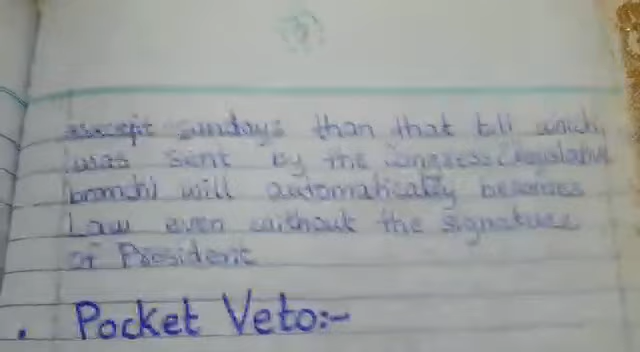 except sundays than that bill which
was sent by the Congress (legislative
branch) will automatically becomes
Law even without the signature
of President
• Pocket Veto:-